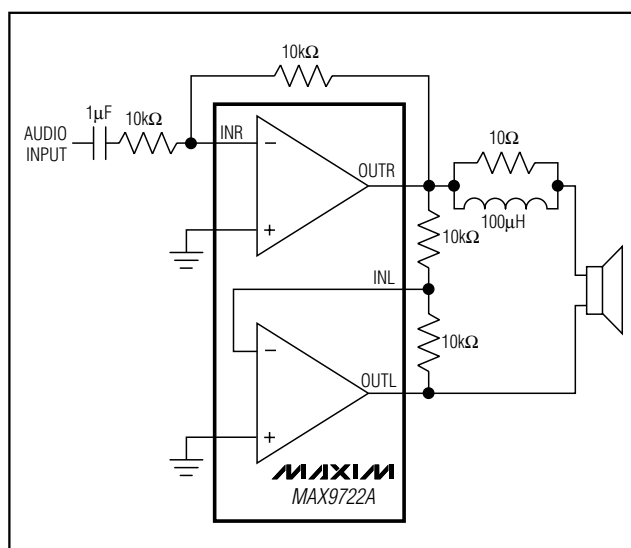 10kΩ
1μF
10kΩ
AUDIO
INPUT
INR
−
OUTR
10Ω
100μH
+
10kΩ
INL
10kΩ
−
OUTL
+
MAXIM
MAX9722A